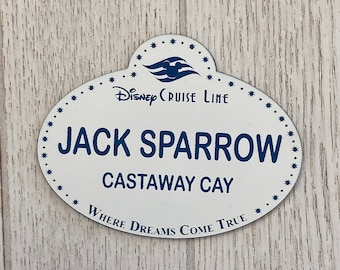 Disney Cruise Line
JACK SPARROW
CASTAWAY CAY
Where Dreams Come True